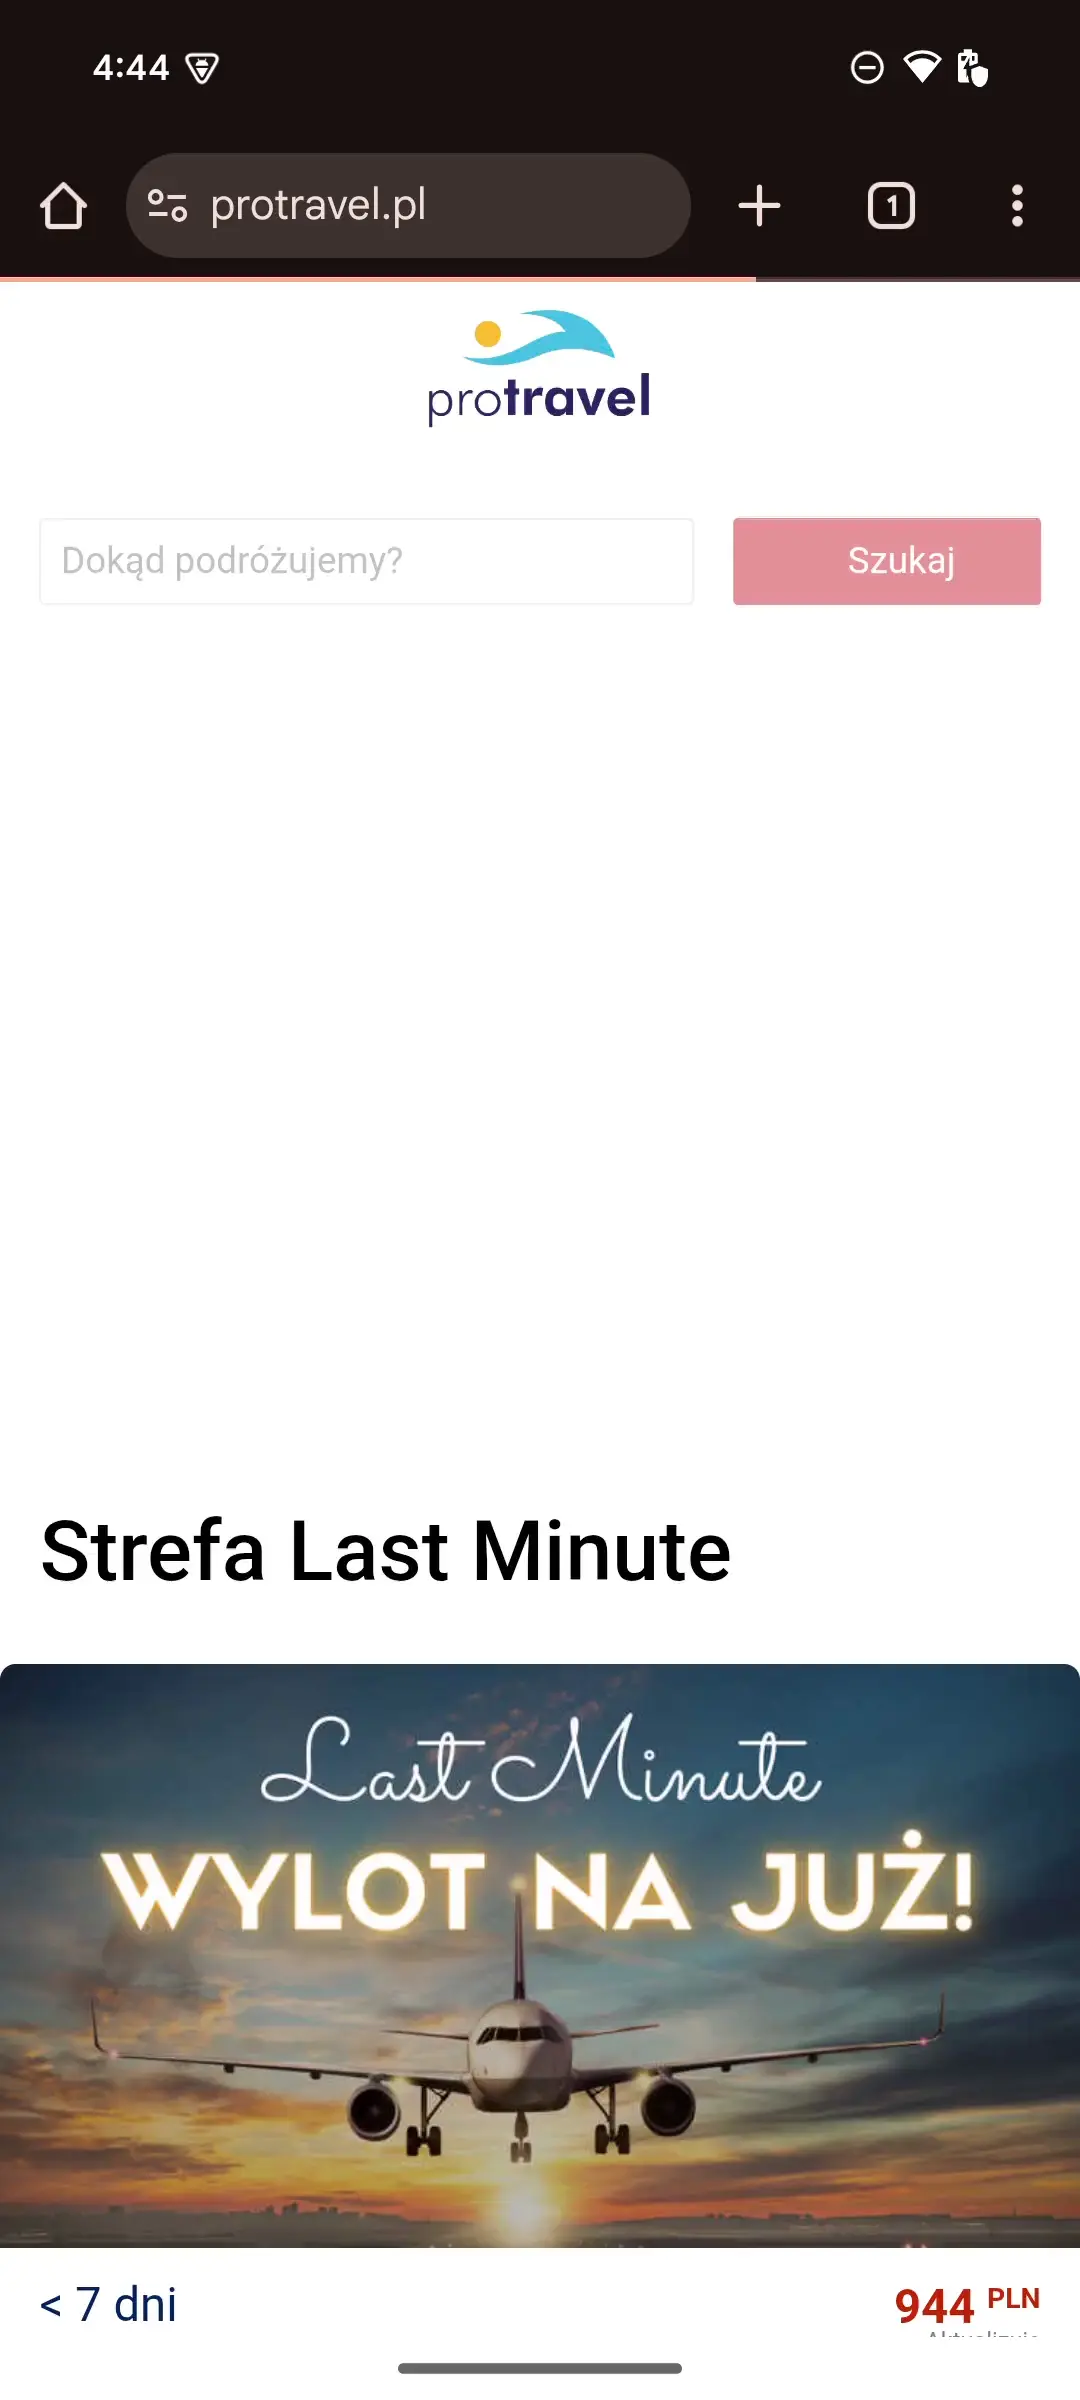 4:44
protravel.pl
1
protravel
Dokąd podróżujemy?
Szukaj
Strefa Last Minute
Last Minute
WYLOT NA JUŻ!
< 7 dni
944 PLN